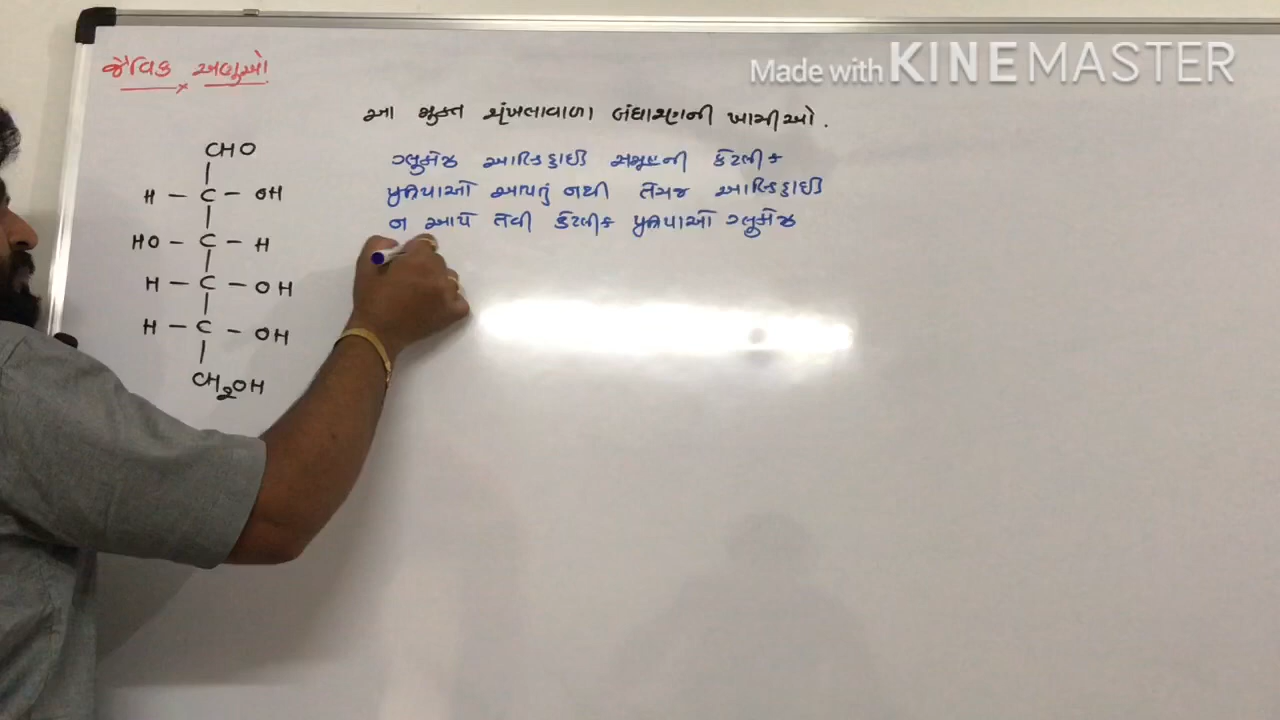 જૈવિક અણુઓ
Made with KINEMASTER
આ મુક્ત શૃંખલાવાળા બંધારણની ખામીઓ.
ગ્લુકોઝ આલ્ડિહાઈડ સમૂહની કેટલીક
પ્રક્રિયાઓ આપતું નથી તેમજ આલ્ડિહાઈડ
ન આપે તેવી કેટલીક પ્રક્રિયાઓ ગ્લુકોઝ
CHO
H – C – OH
HO – C – H
H – C – OH
H – C – OH
CH2OH